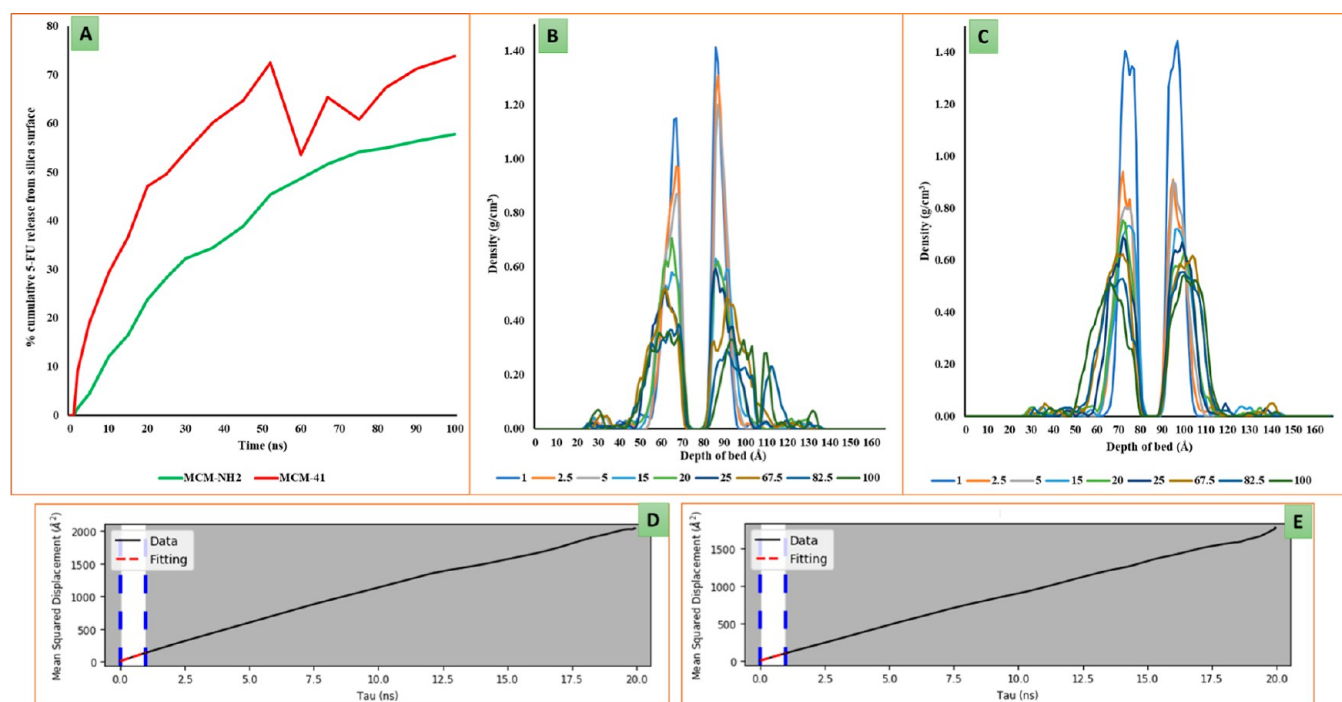 A
% cumulative 5-FU release from silica surface
80
70
60
50
40
30
20
10
0
0 10 20 30 40 50 60 70 80 90 100
Time (ns)
MCM-NH2 MCM-41
B
Density (g/cm³)
1.40
1.20
1.00
0.80
0.60
0.40
0.20
0.00
0 10 20 30 40 50 60 70 80 90 100 110 120 130 140 150 160
Depth of bed (Å)
1 2.5 5 15 20 25 67.5 82.5 100
C
Density (g/cm³)
1.40
1.20
1.00
0.80
0.60
0.40
0.20
0.00
0 10 20 30 40 50 60 70 80 90 100 110 120 130 140 150 160
Depth of bed (Å)
1 2.5 5 15 20 25 67.5 82.5 100
D
Mean Squared Displacement (Å²)
2000
1500
1000
500
0
Data
Fitting
0.0 2.5 5.0 7.5 10.0 12.5 15.0 17.5 20.0
Tau (ns)
E
Mean Squared Displacement (Å²)
1500
1000
500
0
Data
Fitting
0.0 2.5 5.0 7.5 10.0 12.5 15.0 17.5 20.0
Tau (ns)